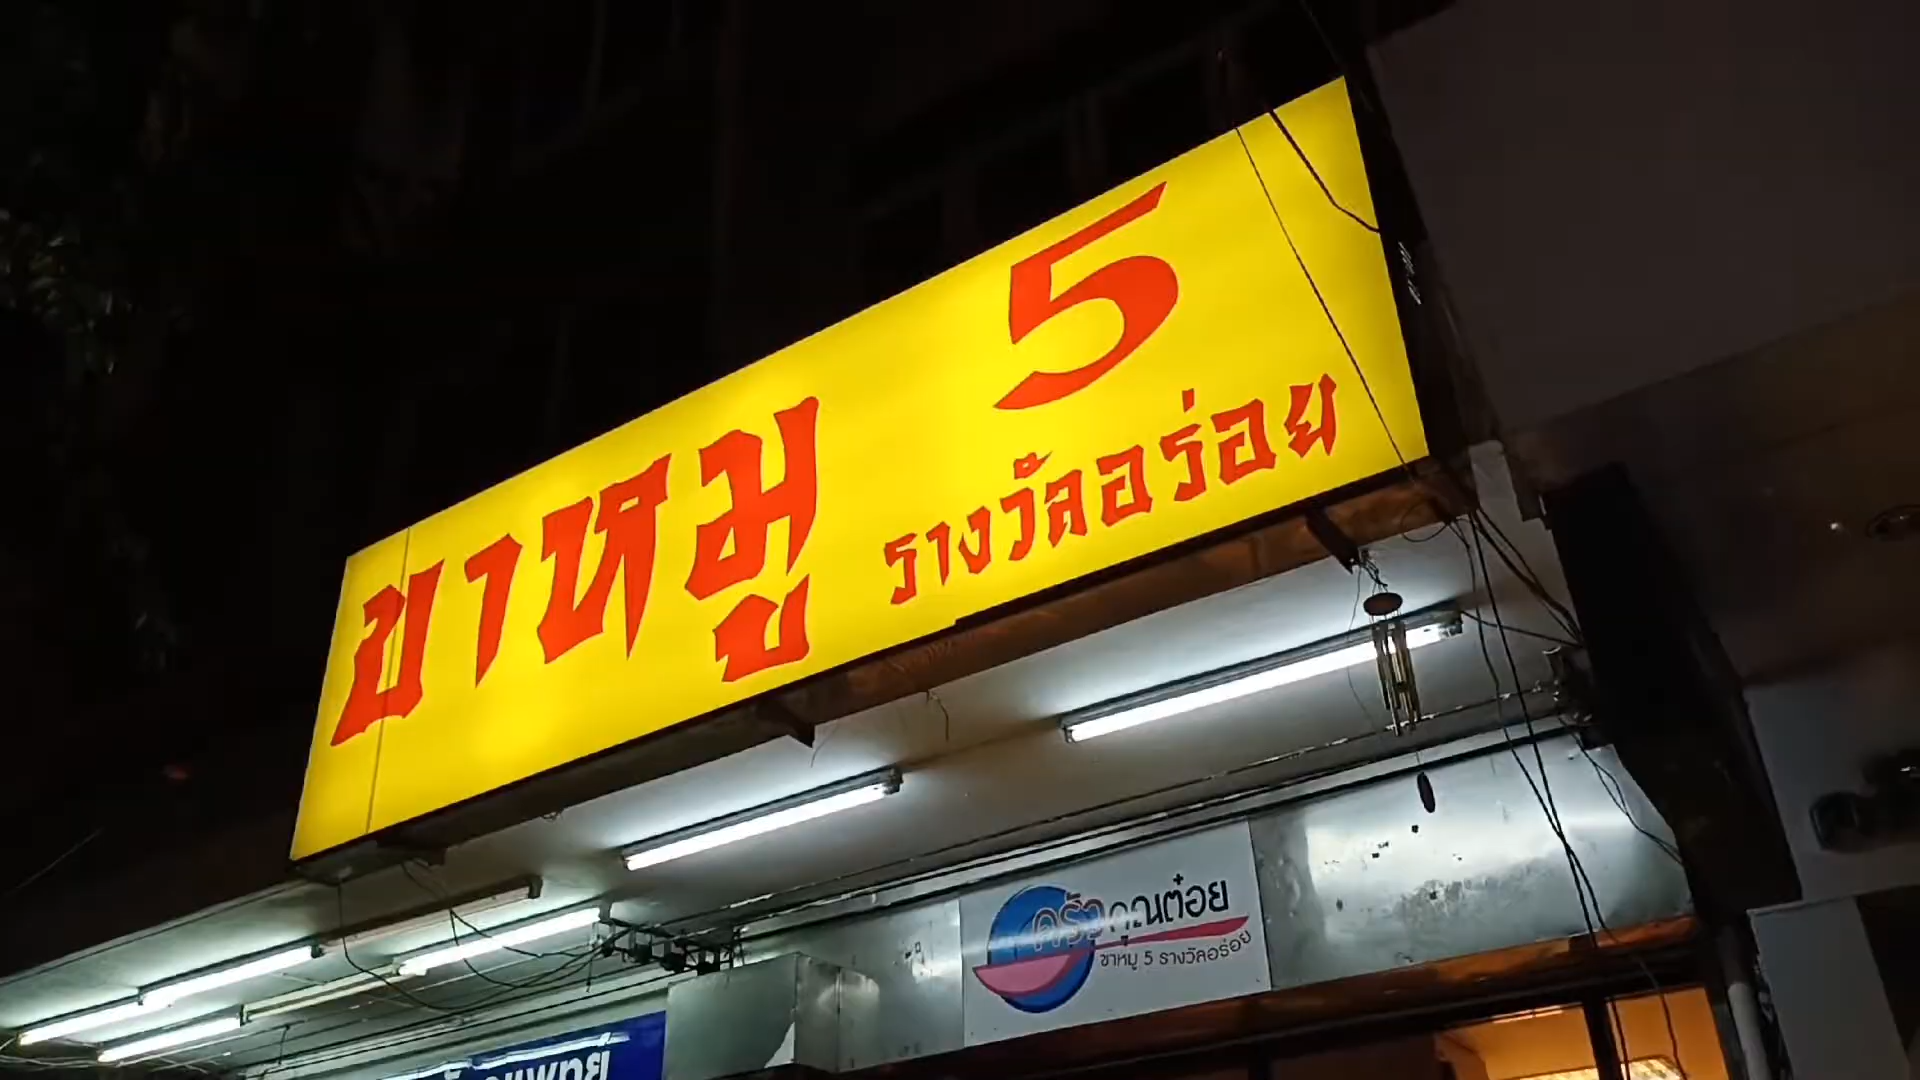 ขาหมู 5
รางวัลอร่อย
ครัวคุณต๋อย
ขาหมู 5 รางวัลอร่อย